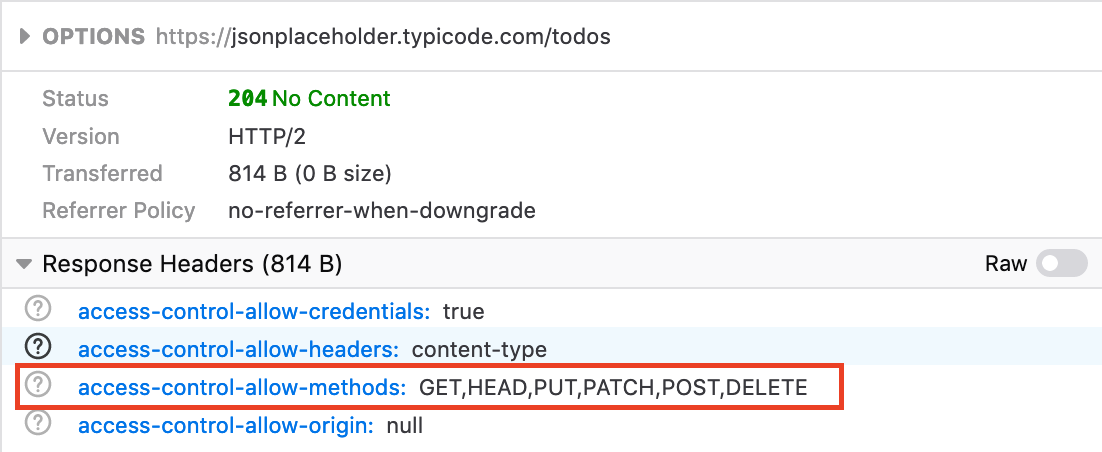 OPTIONS https://jsonplaceholder.typicode.com/todos
Status 204 No Content
Version HTTP/2
Transferred 814 B (0 B size)
Referrer Policy no-referrer-when-downgrade
Response Headers (814 B) Raw
? access-control-allow-credentials: true
? access-control-allow-headers: content-type
? access-control-allow-methods: GET,HEAD,PUT,PATCH,POST,DELETE
? access-control-allow-origin: null